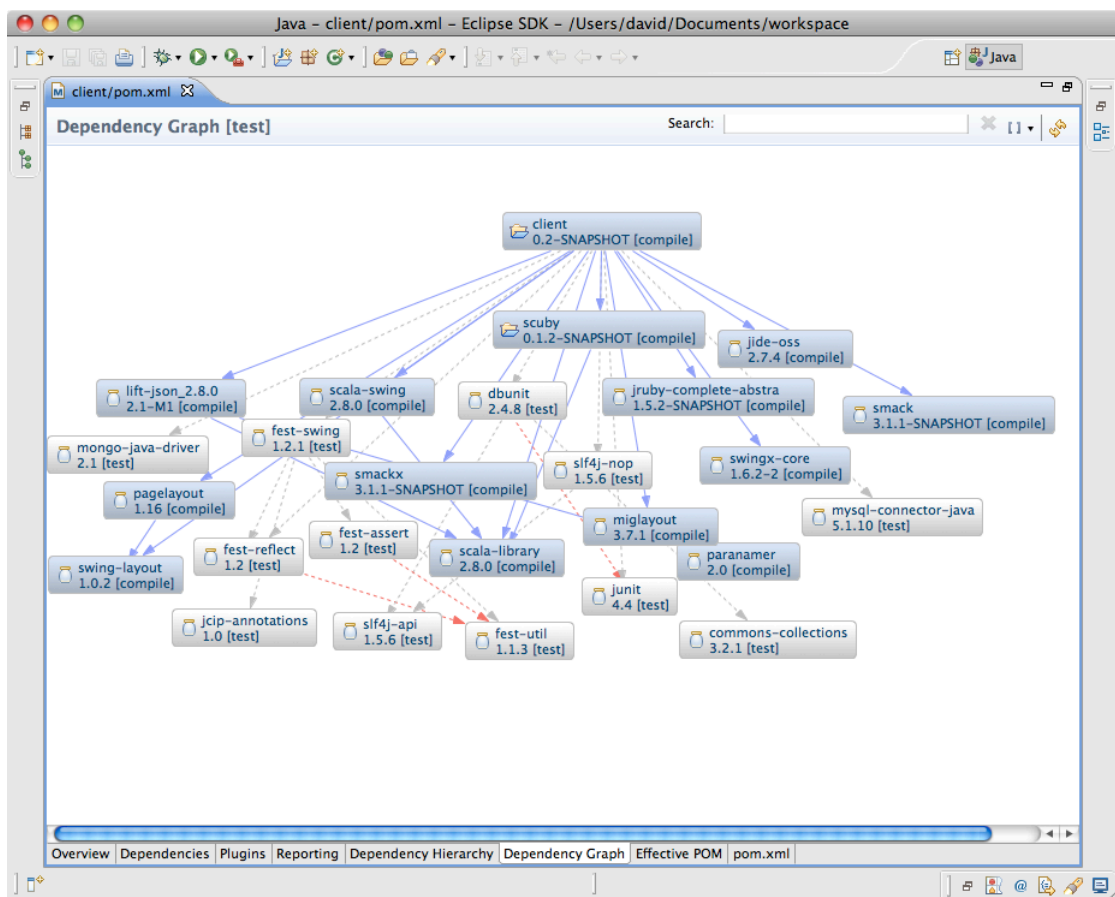 Java – client/pom.xml – Eclipse SDK – /Users/david/Documents/workspace
Java
client/pom.xml
Dependency Graph [test]
Search:
[ ]
client
0.2-SNAPSHOT [compile]
scuby
0.1.2-SNAPSHOT [compile]
jide-oss
2.7.4 [compile]
lift-json_2.8.0
2.1-M1 [compile]
scala-swing
2.8.0 [compile]
dbunit
2.4.8 [test]
jruby-complete-abstra
1.5.2-SNAPSHOT [compile]
smack
3.1.1-SNAPSHOT [compile]
fest-swing
1.2.1 [test]
mongo-java-driver
2.1 [test]
smackx
3.1.1-SNAPSHOT [compile]
slf4j-nop
1.5.6 [test]
swingx-core
1.6.2-2 [compile]
pagelayout
1.16 [compile]
mysql-connector-java
5.1.10 [test]
miglayout
3.7.1 [compile]
fest-assert
1.2 [test]
fest-reflect
1.2 [test]
scala-library
2.8.0 [compile]
paranamer
2.0 [compile]
swing-layout
1.0.2 [compile]
junit
4.4 [test]
jcip-annotations
1.0 [test]
slf4j-api
1.5.6 [test]
fest-util
1.1.3 [test]
commons-collections
3.2.1 [test]
Overview Dependencies Plugins Reporting Dependency Hierarchy Dependency Graph Effective POM pom.xml